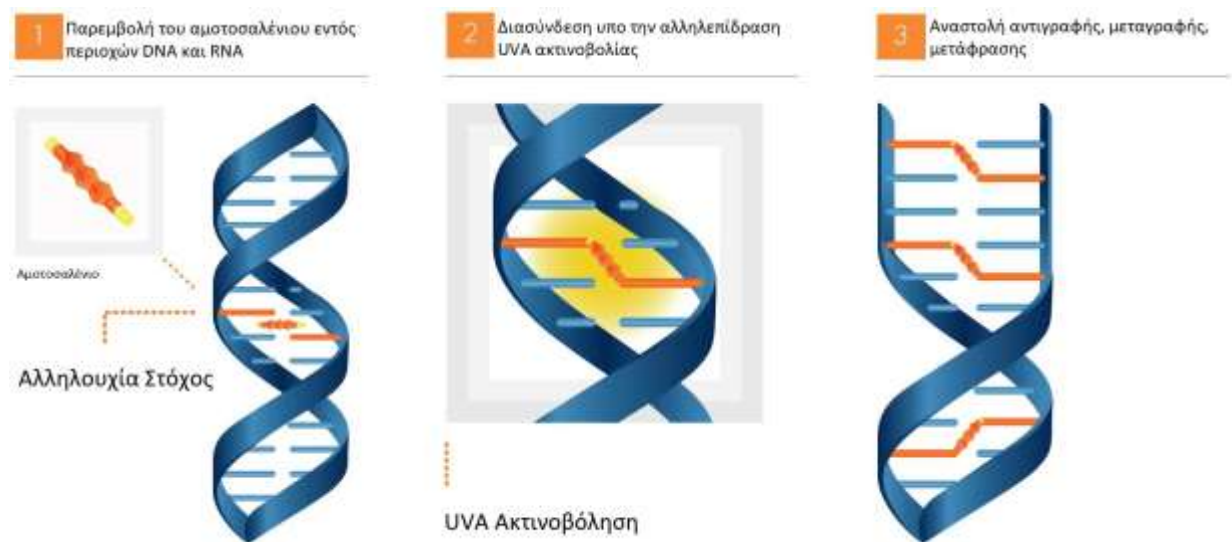 1 Παρεμβολή του αμοτοσαλένιου εντός
περιοχών DNA και RNA
Αμοτοσαλένιο
Αλληλουχία Στόχος
2 Διασύνδεση υπο την αλληλεπίδραση
UVA ακτινοβολίας
UVA Ακτινοβόληση
3 Αναστολή αντιγραφής, μεταγραφής,
μετάφρασης